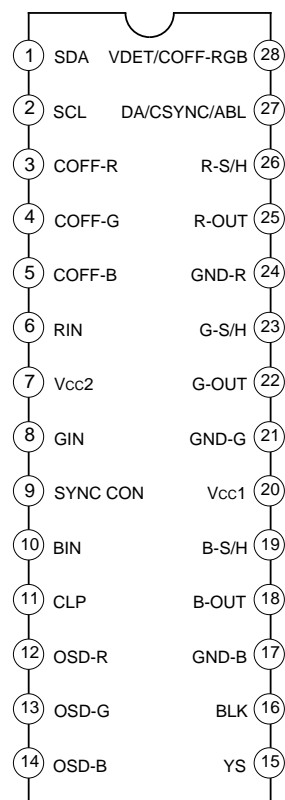 1 SDA VDET/COFF-RGB 28
2 SCL DA/CSYNC/ABL 27
3 COFF-R R-S/H 26
4 COFF-G R-OUT 25
5 COFF-B GND-R 24
6 RIN G-S/H 23
7 Vcc2 G-OUT 22
8 GIN GND-G 21
9 SYNC CON Vcc1 20
10 BIN B-S/H 19
11 CLP B-OUT 18
12 OSD-R GND-B 17
13 OSD-G BLK 16
14 OSD-B YS 15